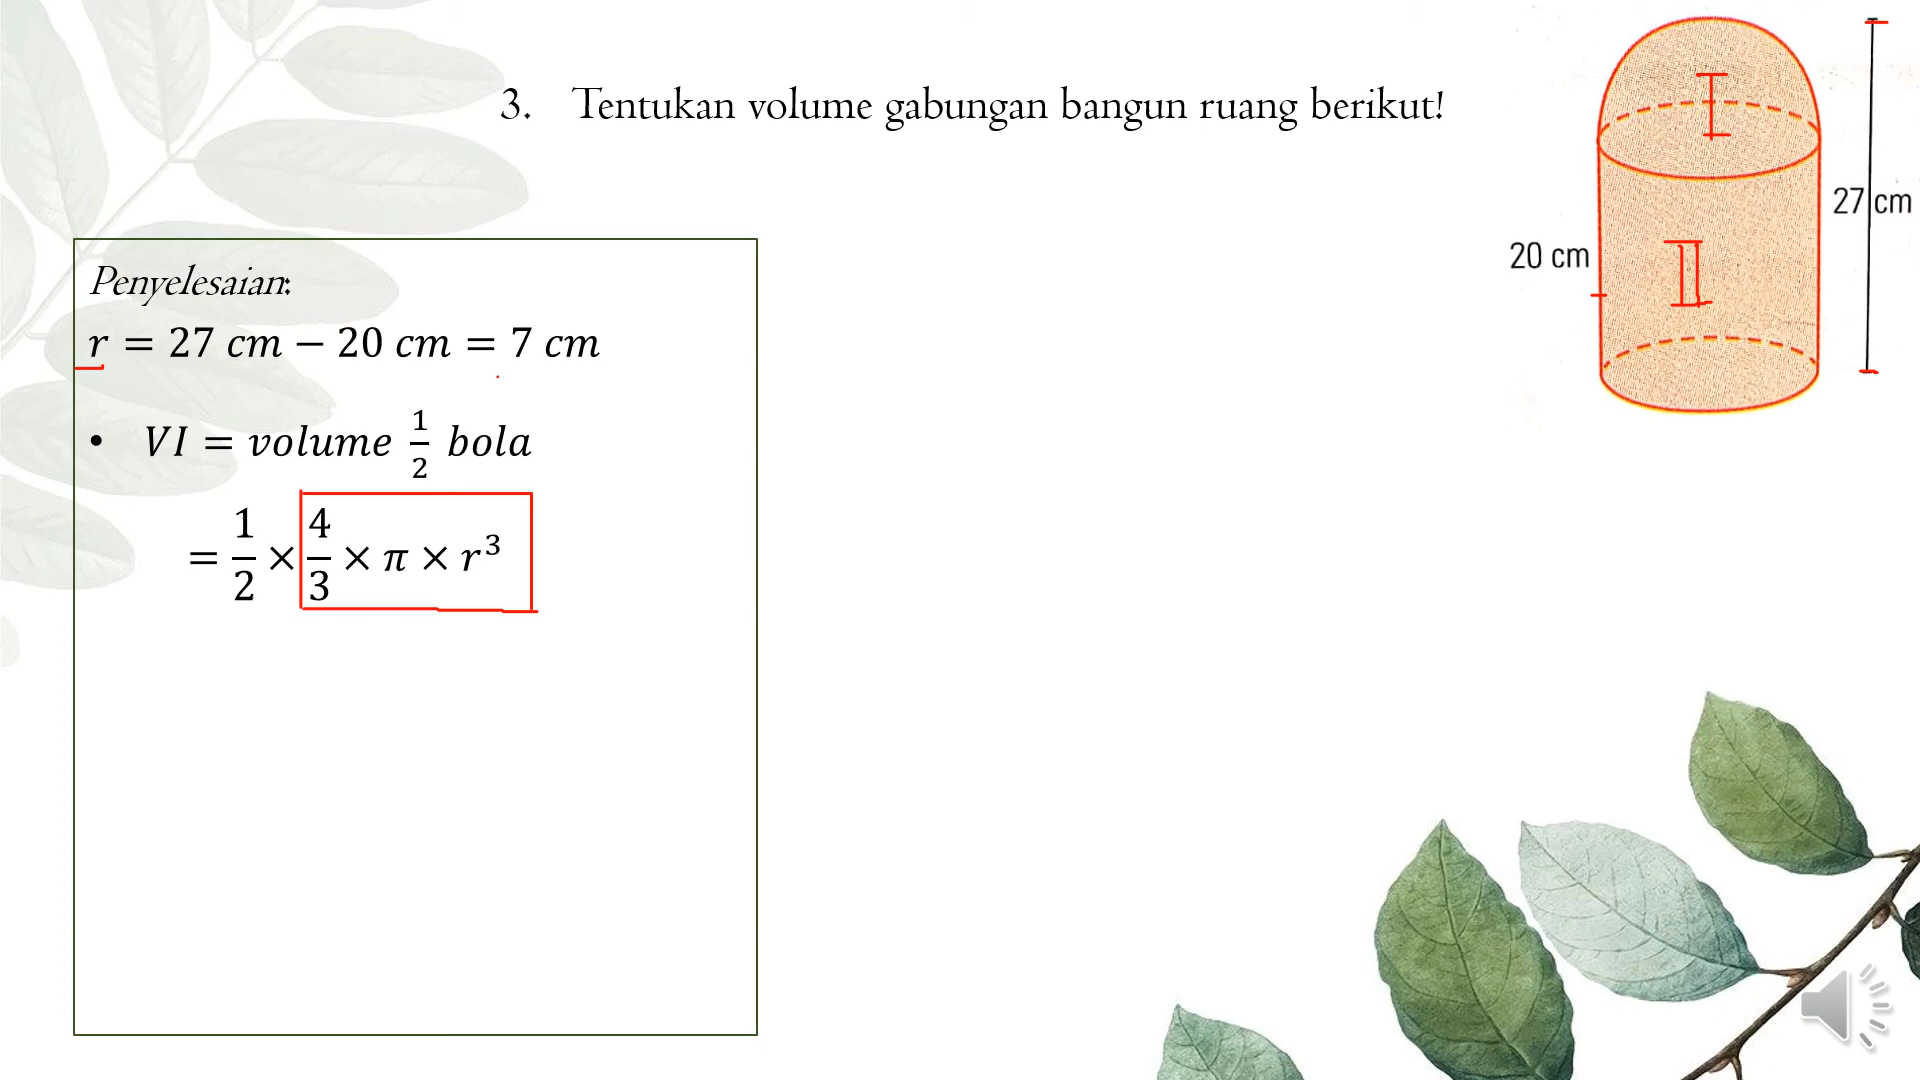 3. Tentukan volume gabungan bangun ruang berikut!
I
27 cm
20 cm
II
Penyelesaian:
r = 27 cm − 20 cm = 7 cm
• VI = volume 1/2 bola
= 1/2 × 4/3 × π × r³